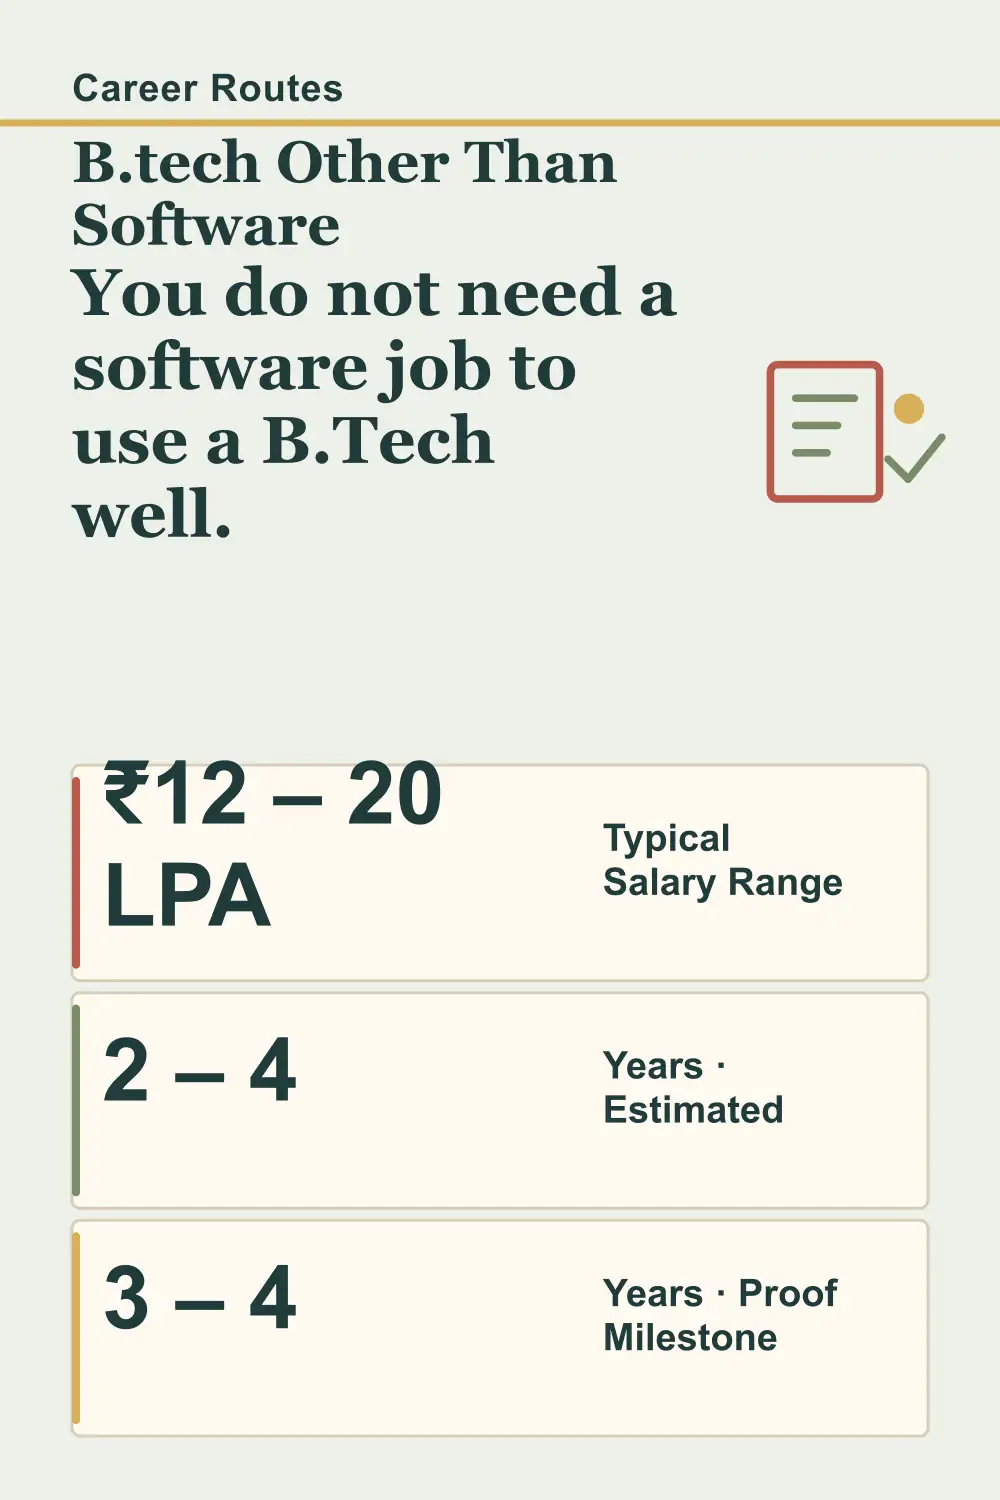 Career Routes
B.tech Other Than
Software
You do not need a
software job to
use a B.Tech
well.
₹12 – 20
LPA
Typical
Salary Range
2 – 4
Years ·
Estimated
3 – 4
Years · Proof
Milestone